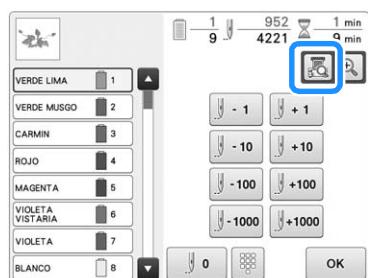 1 952 1 min
9 4221 9 min
VERDE LIMA 1
VERDE MUSGO 2
CARMIN 3
ROJO 4
MAGENTA 5
VIOLETA
VISTARIA 6
VIOLETA 7
BLANCO 8
- 1 + 1
- 10 +10
- 100 +100
- 1000 +1000
0 OK